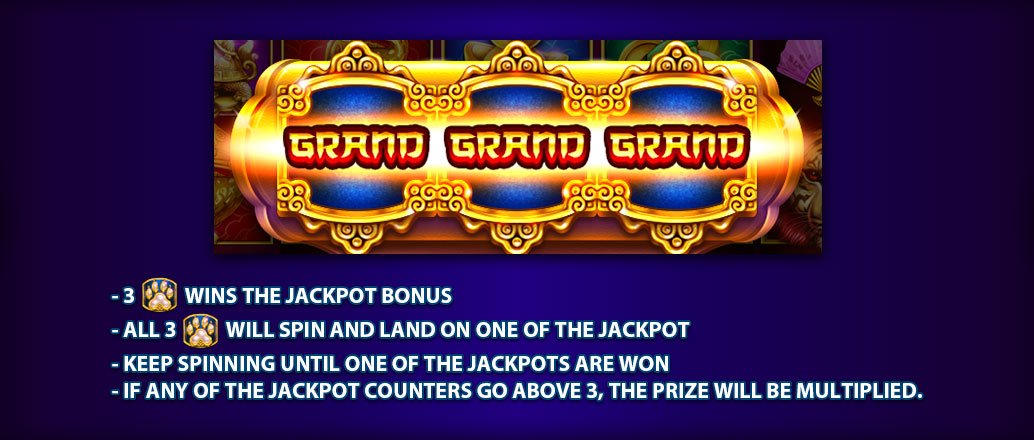 GRAND GRAND GRAND
- 3 WINS THE JACKPOT BONUS
- ALL 3 WILL SPIN AND LAND ON ONE OF THE JACKPOT
- KEEP SPINNING UNTIL ONE OF THE JACKPOTS ARE WON
- IF ANY OF THE JACKPOT COUNTERS GO ABOVE 3, THE PRIZE WILL BE MULTIPLIED.